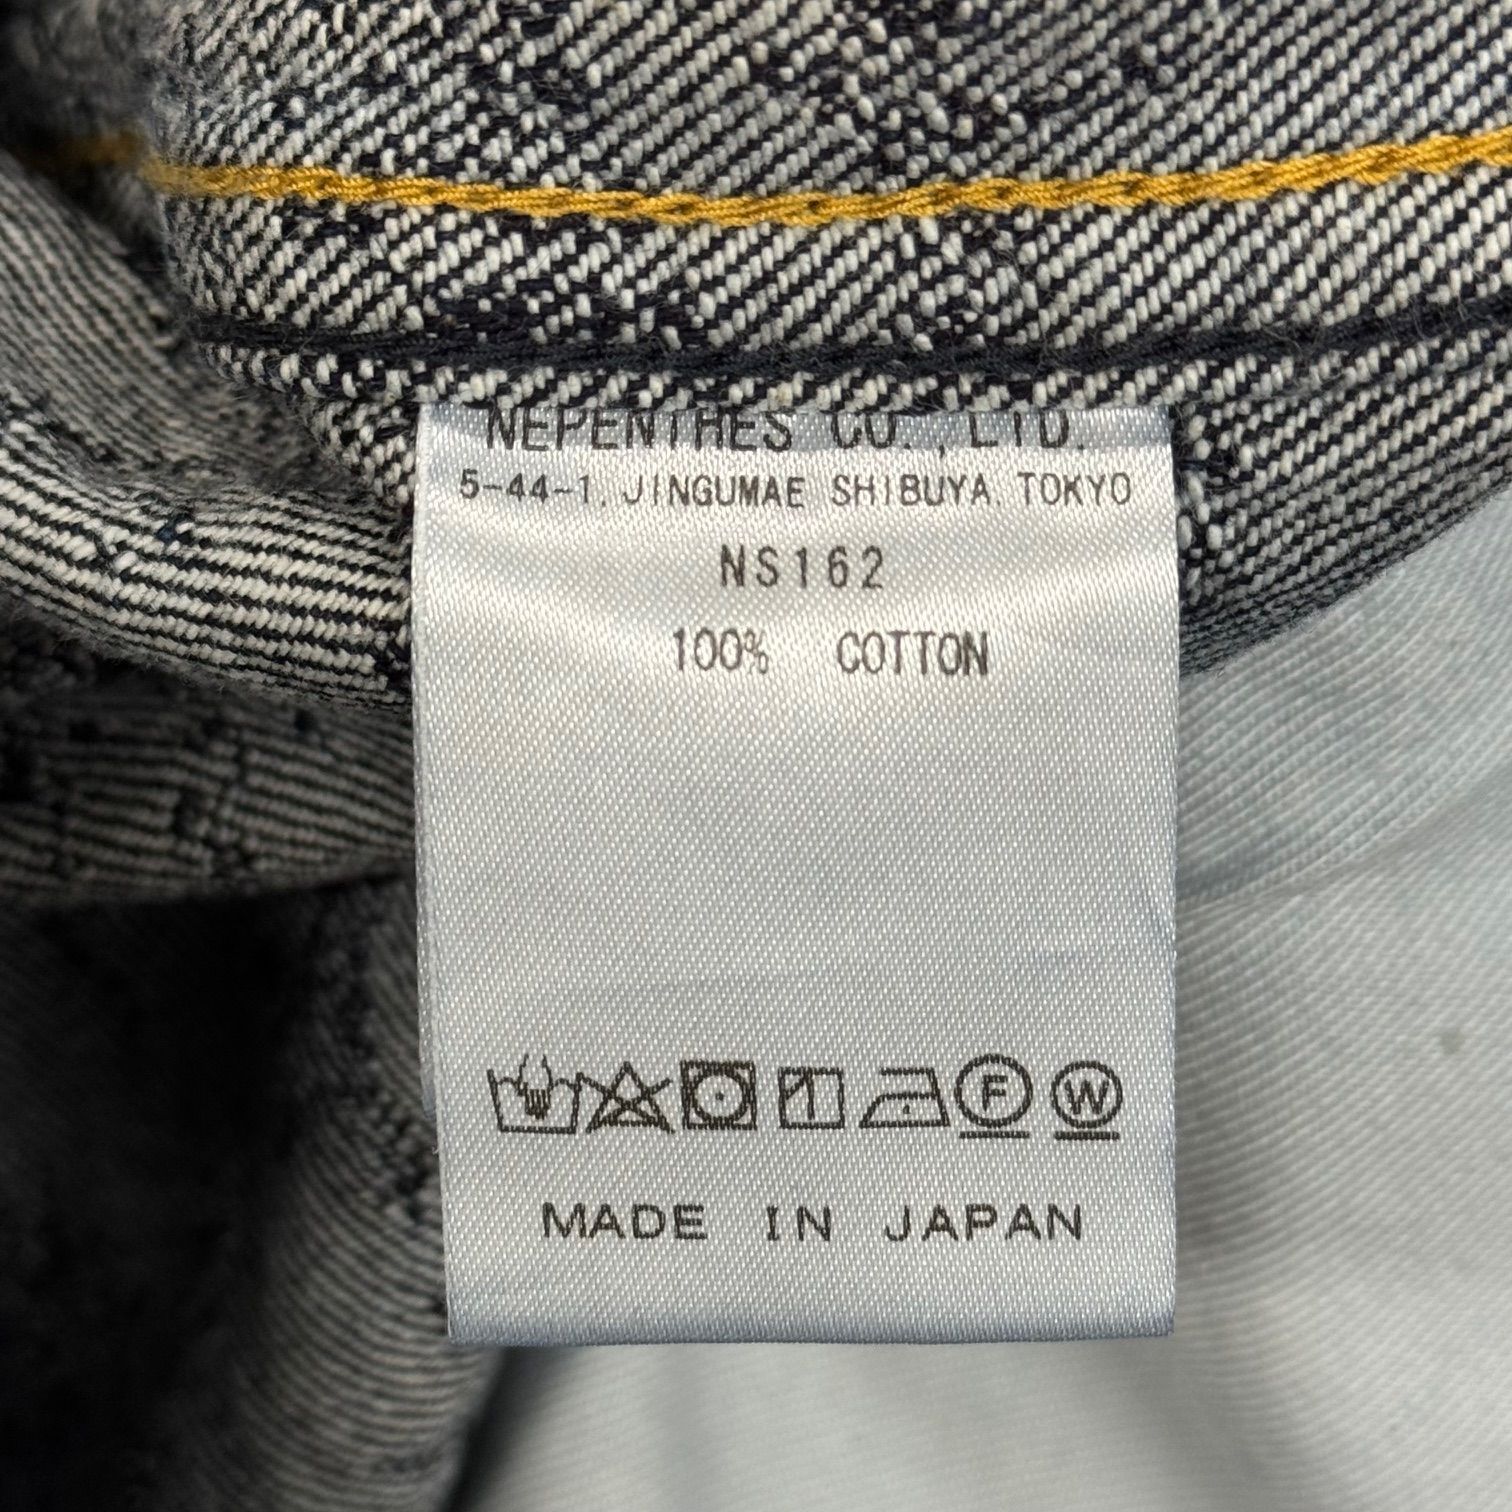 NEPENTHES CO.,LTD.
5-44-1, JINGUMAE SHIBUYA, TOKYO
NS162
100% COTTON
F W
MADE IN JAPAN